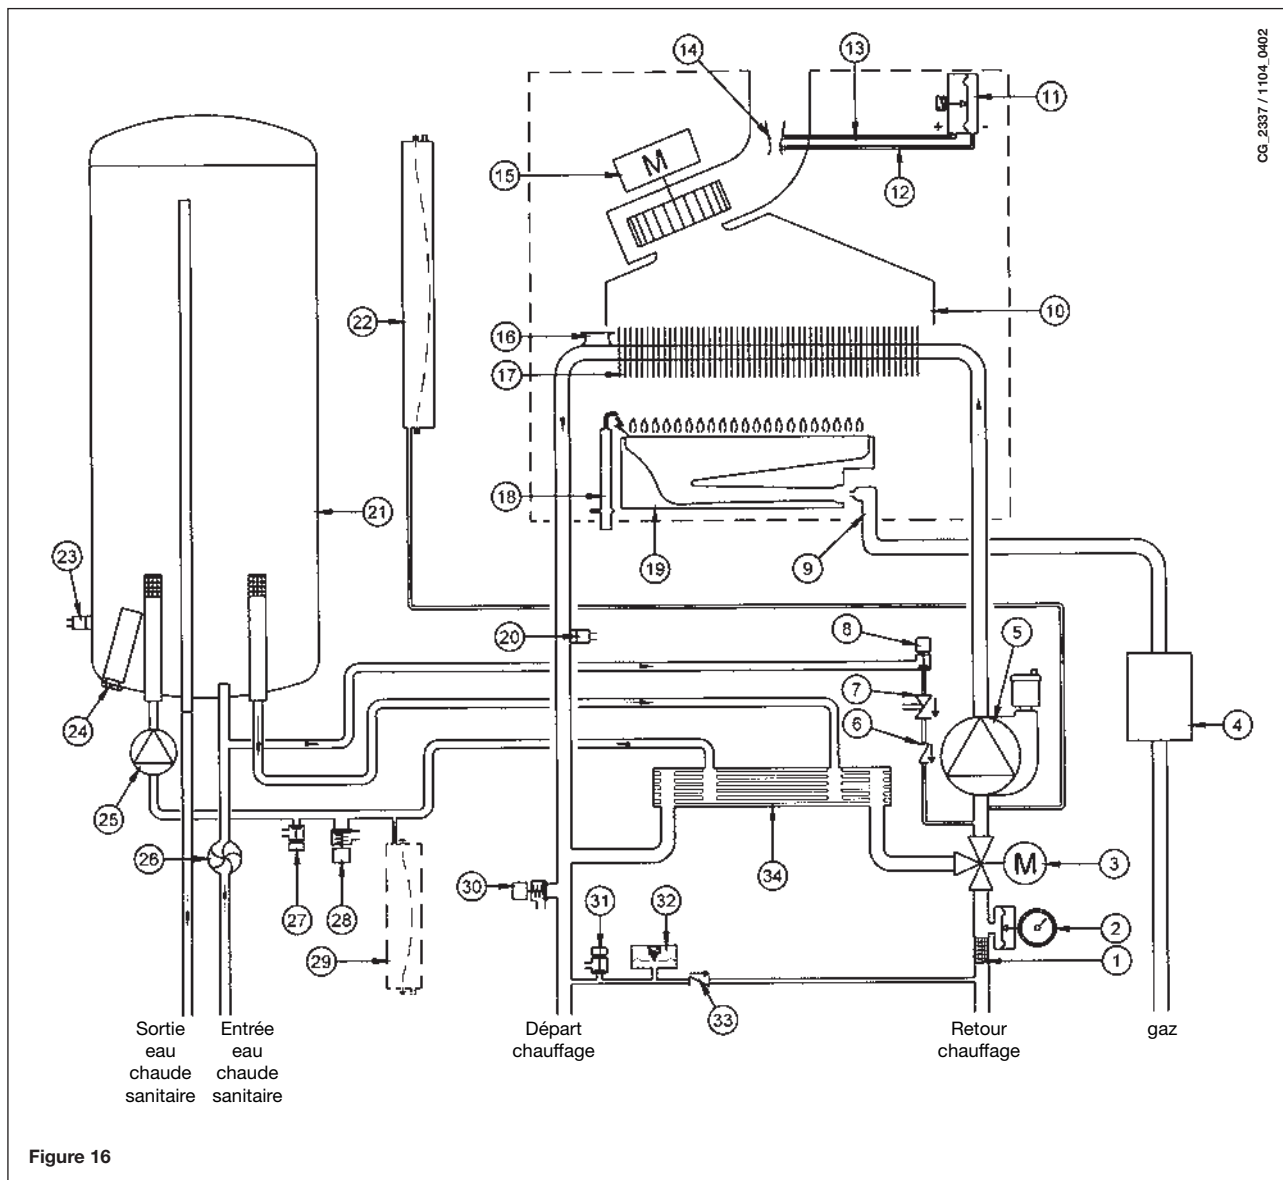 CG_2337 / 1104_0402
14
13
11
M
15
12
+
-
22
16
10
17
18
21
19
9
23
20
8
5
7
24
6
4
25
26
M
3
27
28
30
34
31
32
2
29
1
33
Sortie
eau
chaude
sanitaire
Entrée
eau
chaude
sanitaire
Départ
chauffage
Retour
chauffage
gaz
Figure 16